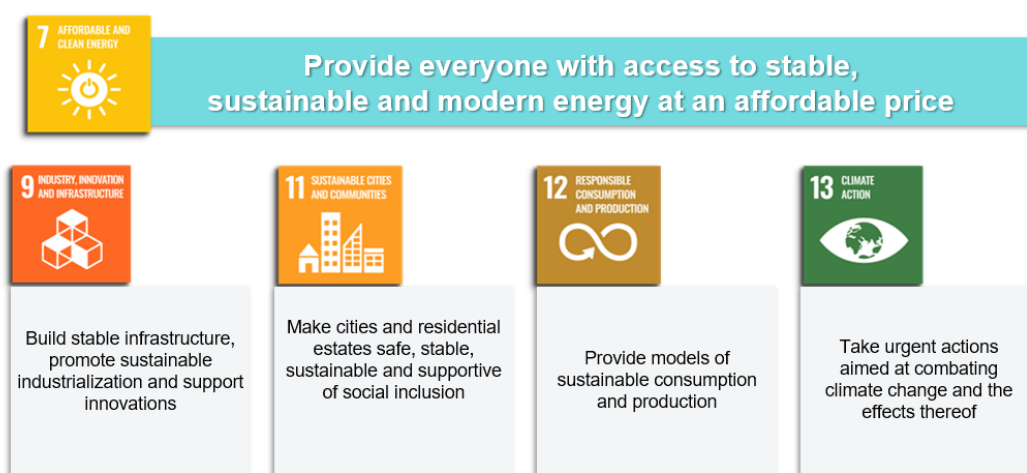 7 AFFORDABLE AND
CLEAN ENERGY
Provide everyone with access to stable,
sustainable and modern energy at an affordable price
9 INDUSTRY, INNOVATION
AND INFRASTRUCTURE
Build stable infrastructure,
promote sustainable
industrialization and support
innovations
11 SUSTAINABLE CITIES
AND COMMUNITIES
Make cities and residential
estates safe, stable,
sustainable and supportive
of social inclusion
12 RESPONSIBLE
CONSUMPTION
AND PRODUCTION
Provide models of
sustainable consumption
and production
13 CLIMATE
ACTION
Take urgent actions
aimed at combating
climate change and the
effects thereof